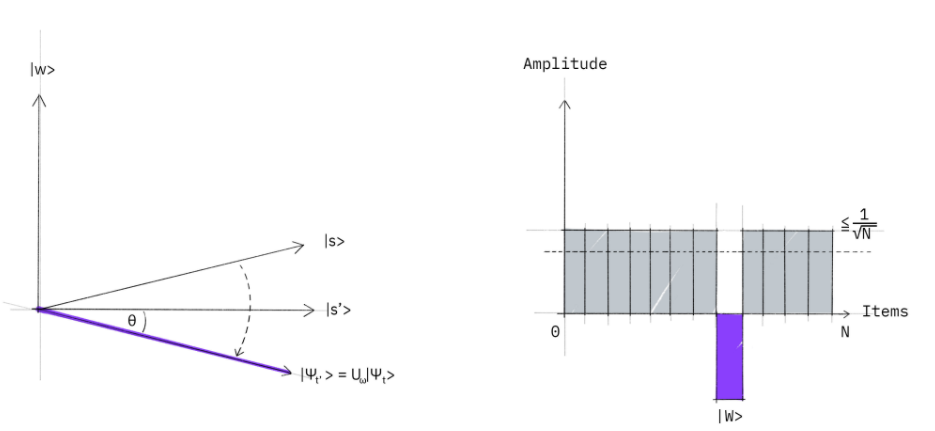 |w>
|s>
θ
|s'>
|Ψt'> = Uω|Ψt>
Amplitude
≤ 1/√N
Items
0
N
|W>